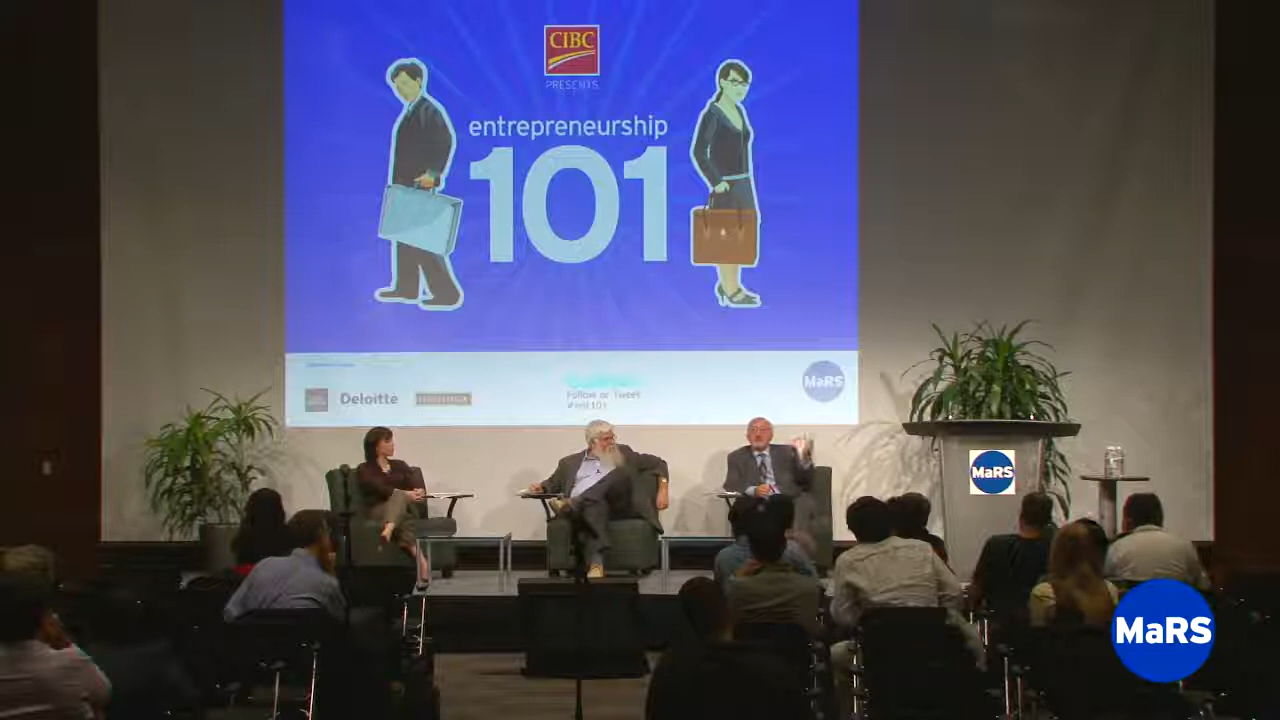 CIBC
PRESENTS
entrepreneurship
101
MaRS
Deloitte
Follow or Tweet
MaRS
MaRS